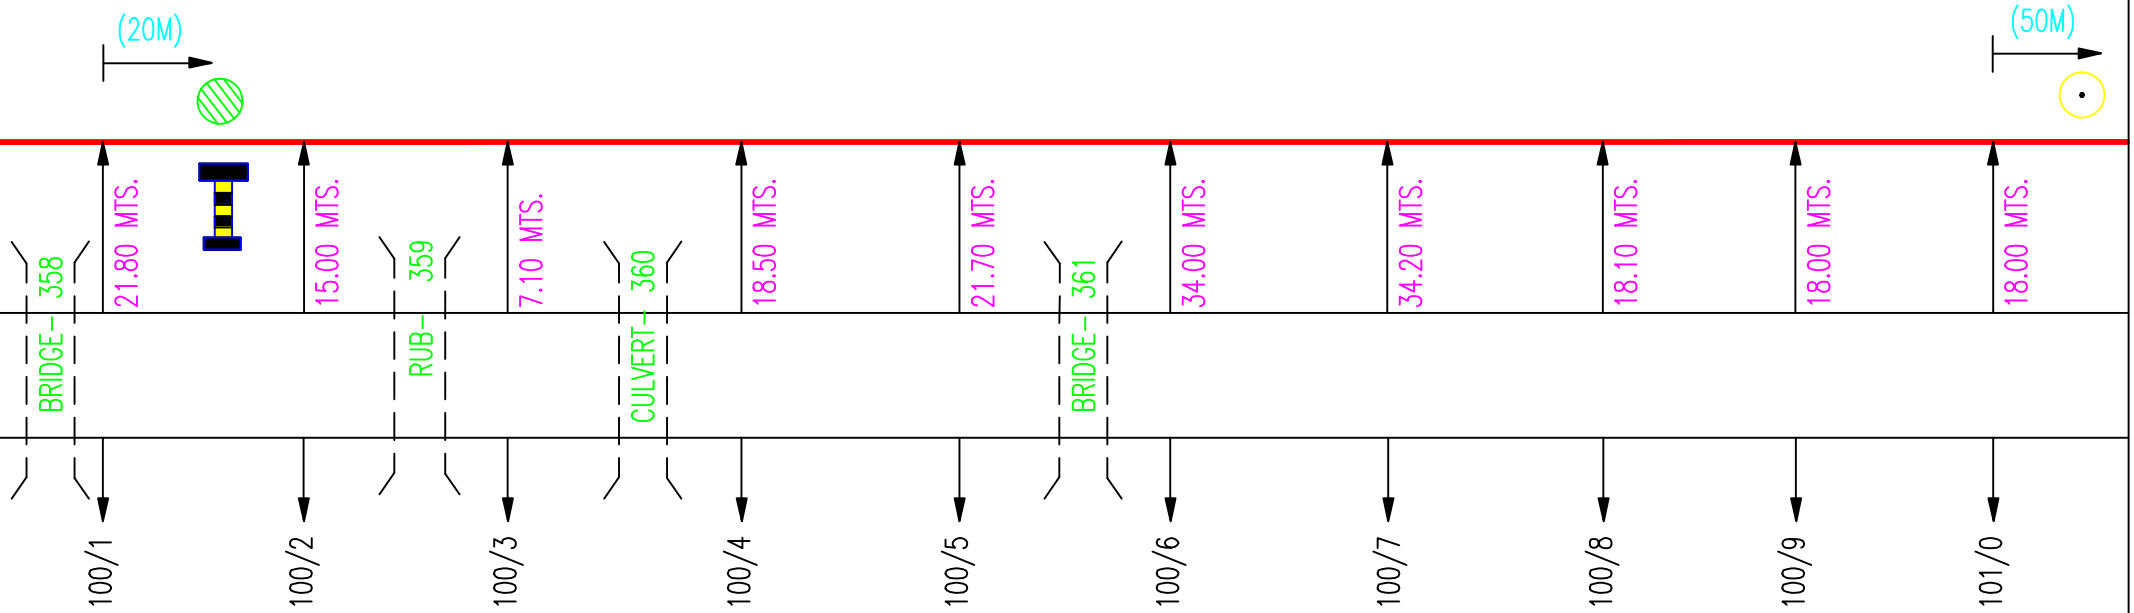 (20M)
(50M)
21.80 MTS.
15.00 MTS.
7.10 MTS.
18.50 MTS.
21.70 MTS.
34.00 MTS.
34.20 MTS.
18.10 MTS.
18.00 MTS.
18.00 MTS.
BRIDGE- 358
RUB- 359
CULVERT- 360
BRIDGE- 361
100/1
100/2
100/3
100/4
100/5
100/6
100/7
100/8
100/9
101/0